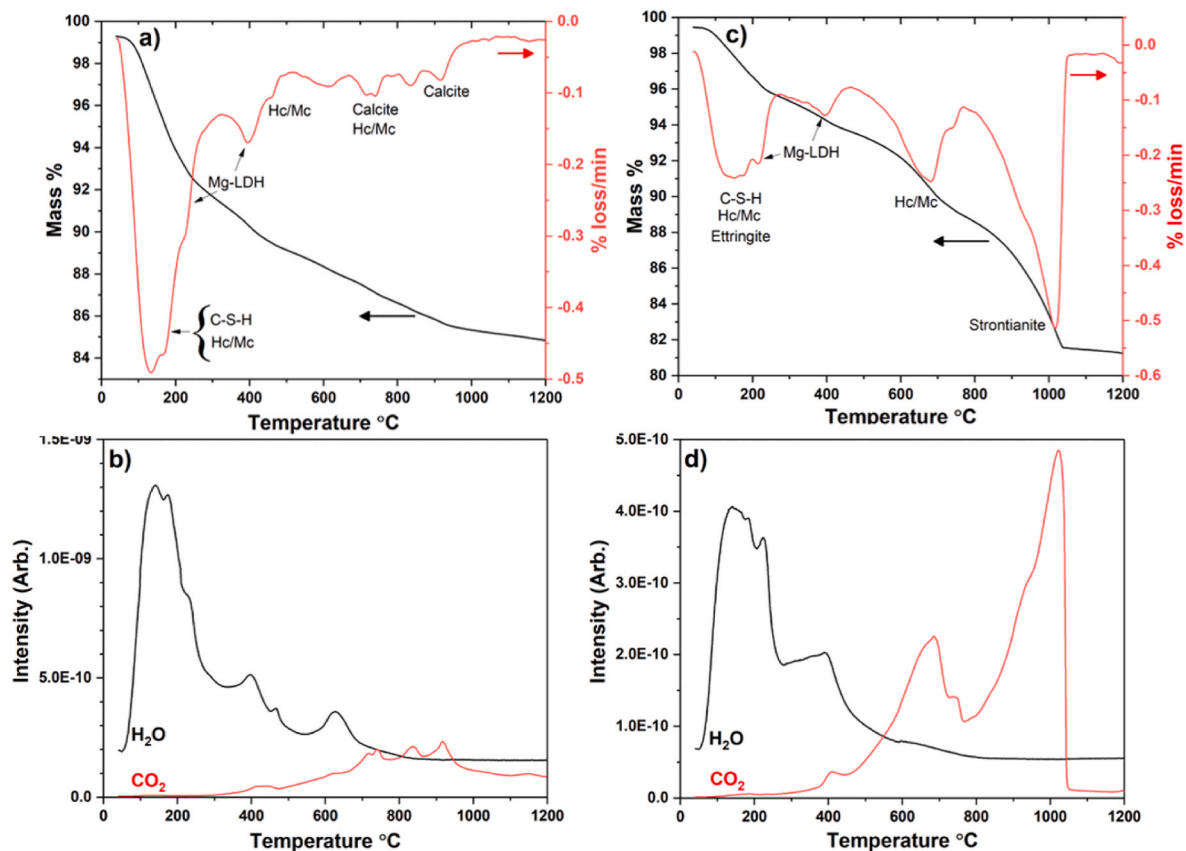 a)
100
98
96
94
92
90
88
86
84
Mass %
0.0
-0.1
-0.2
-0.3
-0.4
-0.5
% loss/min
Hc/Mc
Calcite
Hc/Mc
Calcite
Mg-LDH
C-S-H
Hc/Mc
0 200 400 600 800 1000 1200
Temperature °C
c)
100
98
96
94
92
90
88
86
84
82
80
Mass %
0.0
-0.1
-0.2
-0.3
-0.4
-0.5
-0.6
% loss/min
Mg-LDH
C-S-H
Hc/Mc
Ettringite
Hc/Mc
Strontianite
0 200 400 600 800 1000 1200
Temperature °C
b)
1.5E-09
1.0E-09
5.0E-10
0.0
Intensity (Arb.)
H₂O
CO₂
0 200 400 600 800 1000 1200
Temperature °C
d)
5.0E-10
4.0E-10
3.0E-10
2.0E-10
1.0E-10
0.0
Intensity (Arb.)
H₂O
CO₂
0 200 400 600 800 1000 1200
Temperature °C